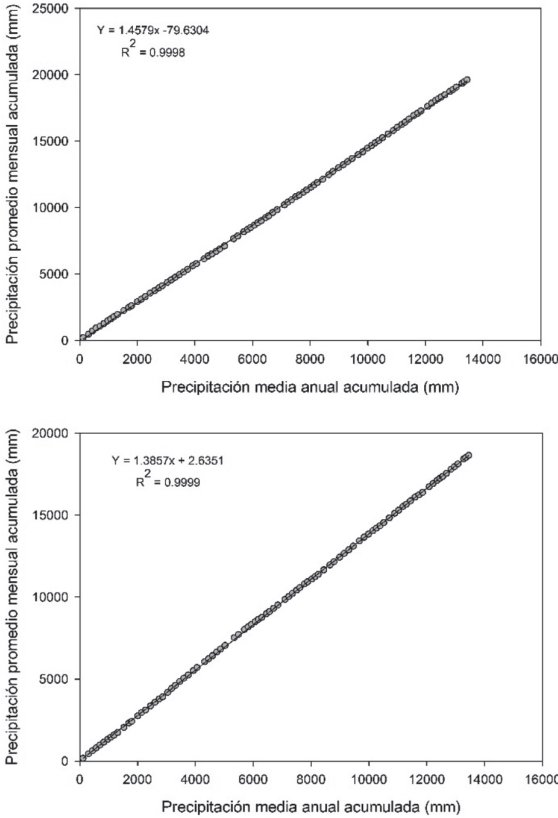 25000
Y = 1.4579x -79.6304
R2 = 0.9998
20000
15000
10000
5000
0
0 2000 4000 6000 8000 10000 12000 14000 16000
Precipitación promedio mensual acumulada (mm)
Precipitación media anual acumulada (mm)
20000
Y = 1.3857x + 2.6351
R2 = 0.9999
15000
10000
5000
0
0 2000 4000 6000 8000 10000 12000 14000 16000
Precipitación promedio mensual acumulada (mm)
Precipitación media anual acumulada (mm)